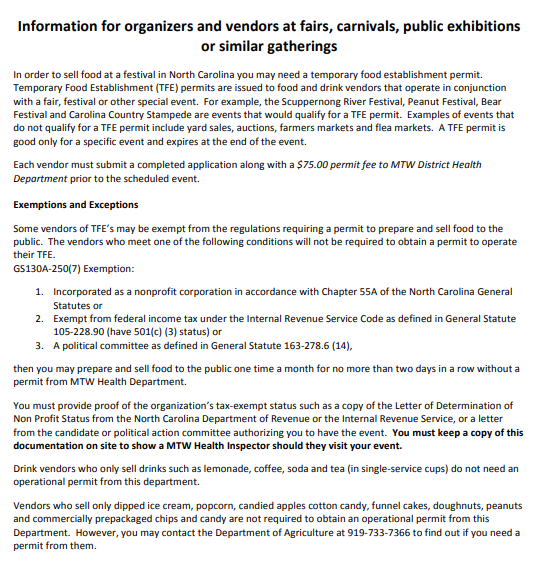 Information for organizers and vendors at fairs, carnivals, public exhibitions
or similar gatherings
In order to sell food at a festival in North Carolina you may need a temporary food establishment permit.
Temporary Food Establishment (TFE) permits are issued to food and drink vendors that operate in conjunction
with a fair, festival or other special event. For example, the Scuppernong River Festival, Peanut Festival, Bear
Festival and Carolina Country Stampede are events that would qualify for a TFE permit. Examples of events that
do not qualify for a TFE permit include yard sales, auctions, farmers markets and flea markets. A TFE permit is
good only for a specific event and expires at the end of the event.
Each vendor must submit a completed application along with a $75.00 permit fee to MTW District Health
Department prior to the scheduled event.
Exemptions and Exceptions
Some vendors of TFE's may be exempt from the regulations requiring a permit to prepare and sell food to the
public. The vendors who meet one of the following conditions will not be required to obtain a permit to operate
their TFE.
GS130A-250(7) Exemption:
1. Incorporated as a nonprofit corporation in accordance with Chapter 55A of the North Carolina General
Statutes or
2. Exempt from federal income tax under the Internal Revenue Service Code as defined in General Statute
105-228.90 (have 501(c) (3) status) or
3. A political committee as defined in General Statute 163-278.6 (14),
then you may prepare and sell food to the public one time a month for no more than two days in a row without a
permit from MTW Health Department.
You must provide proof of the organization's tax-exempt status such as a copy of the Letter of Determination of
Non Profit Status from the North Carolina Department of Revenue or the Internal Revenue Service, or a letter
from the candidate or political action committee authorizing you to have the event. You must keep a copy of this
documentation on site to show a MTW Health Inspector should they visit your event.
Drink vendors who only sell drinks such as lemonade, coffee, soda and tea (in single-service cups) do not need an
operational permit from this department.
Vendors who sell only dipped ice cream, popcorn, candied apples cotton candy, funnel cakes, doughnuts, peanuts
and commercially prepackaged chips and candy are not required to obtain an operational permit from this
Department. However, you may contact the Department of Agriculture at 919-733-7366 to find out if you need a
permit from them.